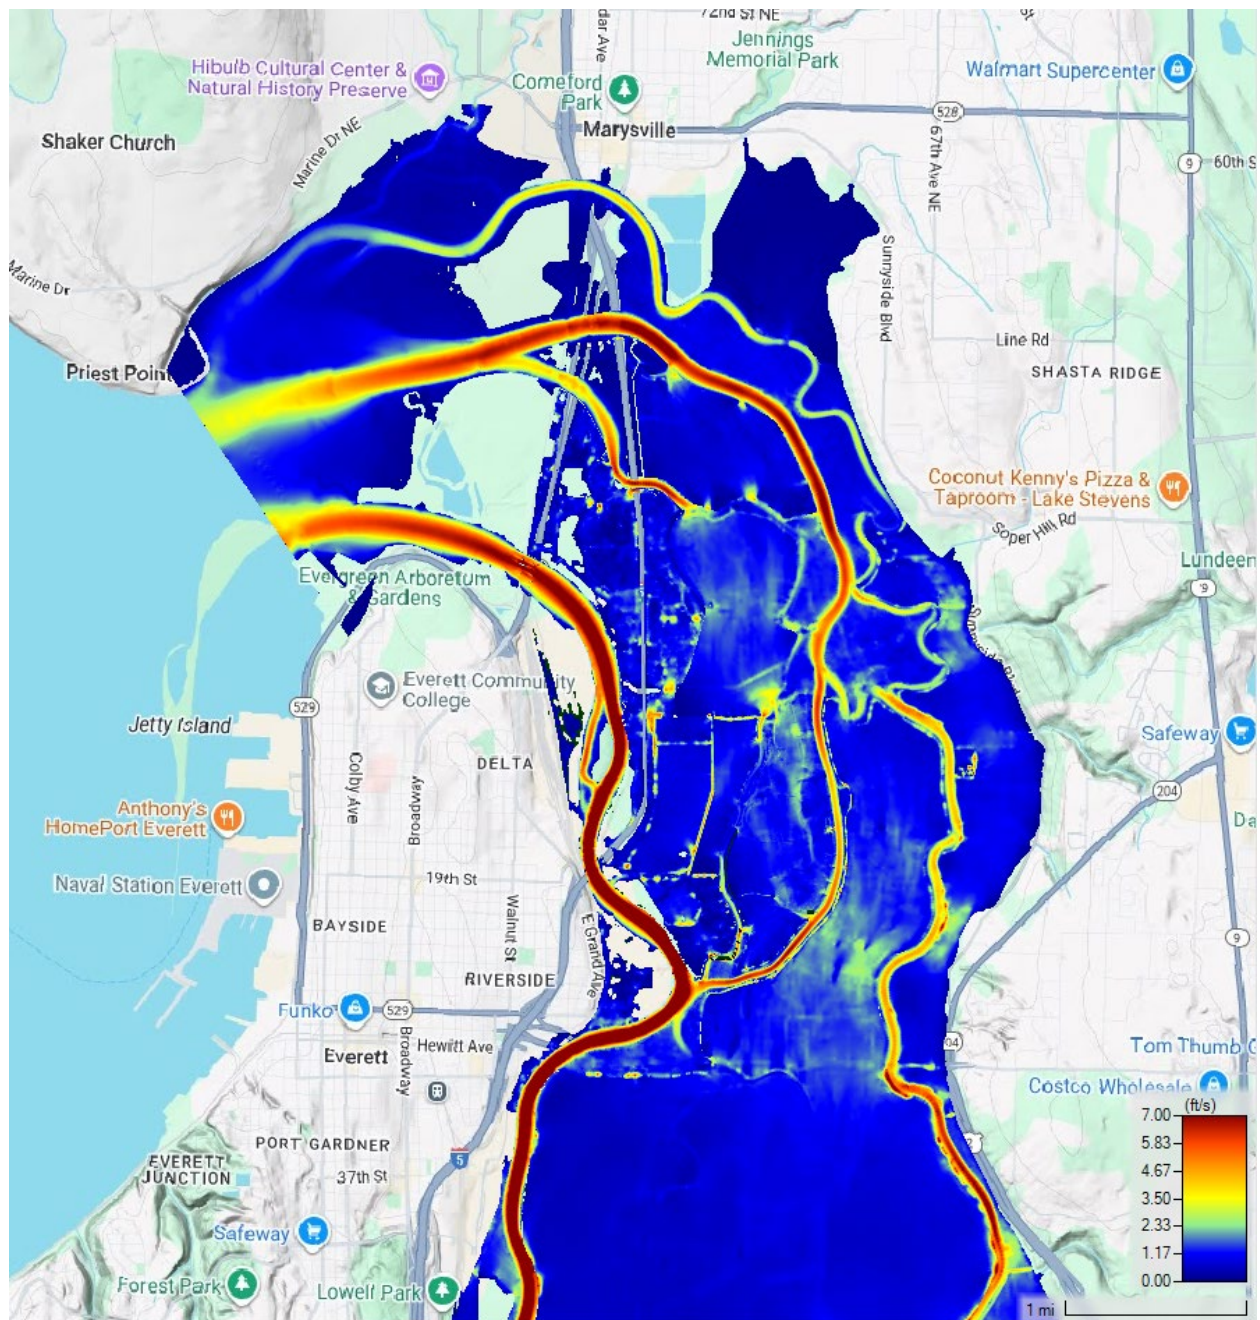 72nd St NE
Jennings
Memorial Park
Hibulb Cultural Center &
Natural History Preserve
Comeford
Park
Walmart Supercenter
528
Marysville
Shaker Church
Marine Dr NE
67th Ave NE
9
60th S
Sunnyside Blvd
Marine Dr
Line Rd
Priest Point
SHASTA RIDGE
Coconut Kenny's Pizza &
Taproom - Lake Stevens
Soper Hill Rd
Lundeen
Evergreen Arboretum
& Gardens
9
Everett Community
College
529
Jetty Island
Safeway
Colby Ave
DELTA
Broadway
204
Anthony's
HomePort Everett
Da
19th St
Naval Station Everett
Walnut St
BAYSIDE
E Grand Ave
9
RIVERSIDE
Funko
529
Broadway
Hewitt Ave
Everett
04
Tom Thumb
Costco Wholesale
(ft/s)
7.00
5.83
4.67
3.50
2.33
1.17
0.00
PORT GARDNER
2
5
EVERETT
JUNCTION
37th St
Safeway
Forest Park
Lowell Park
1 mi